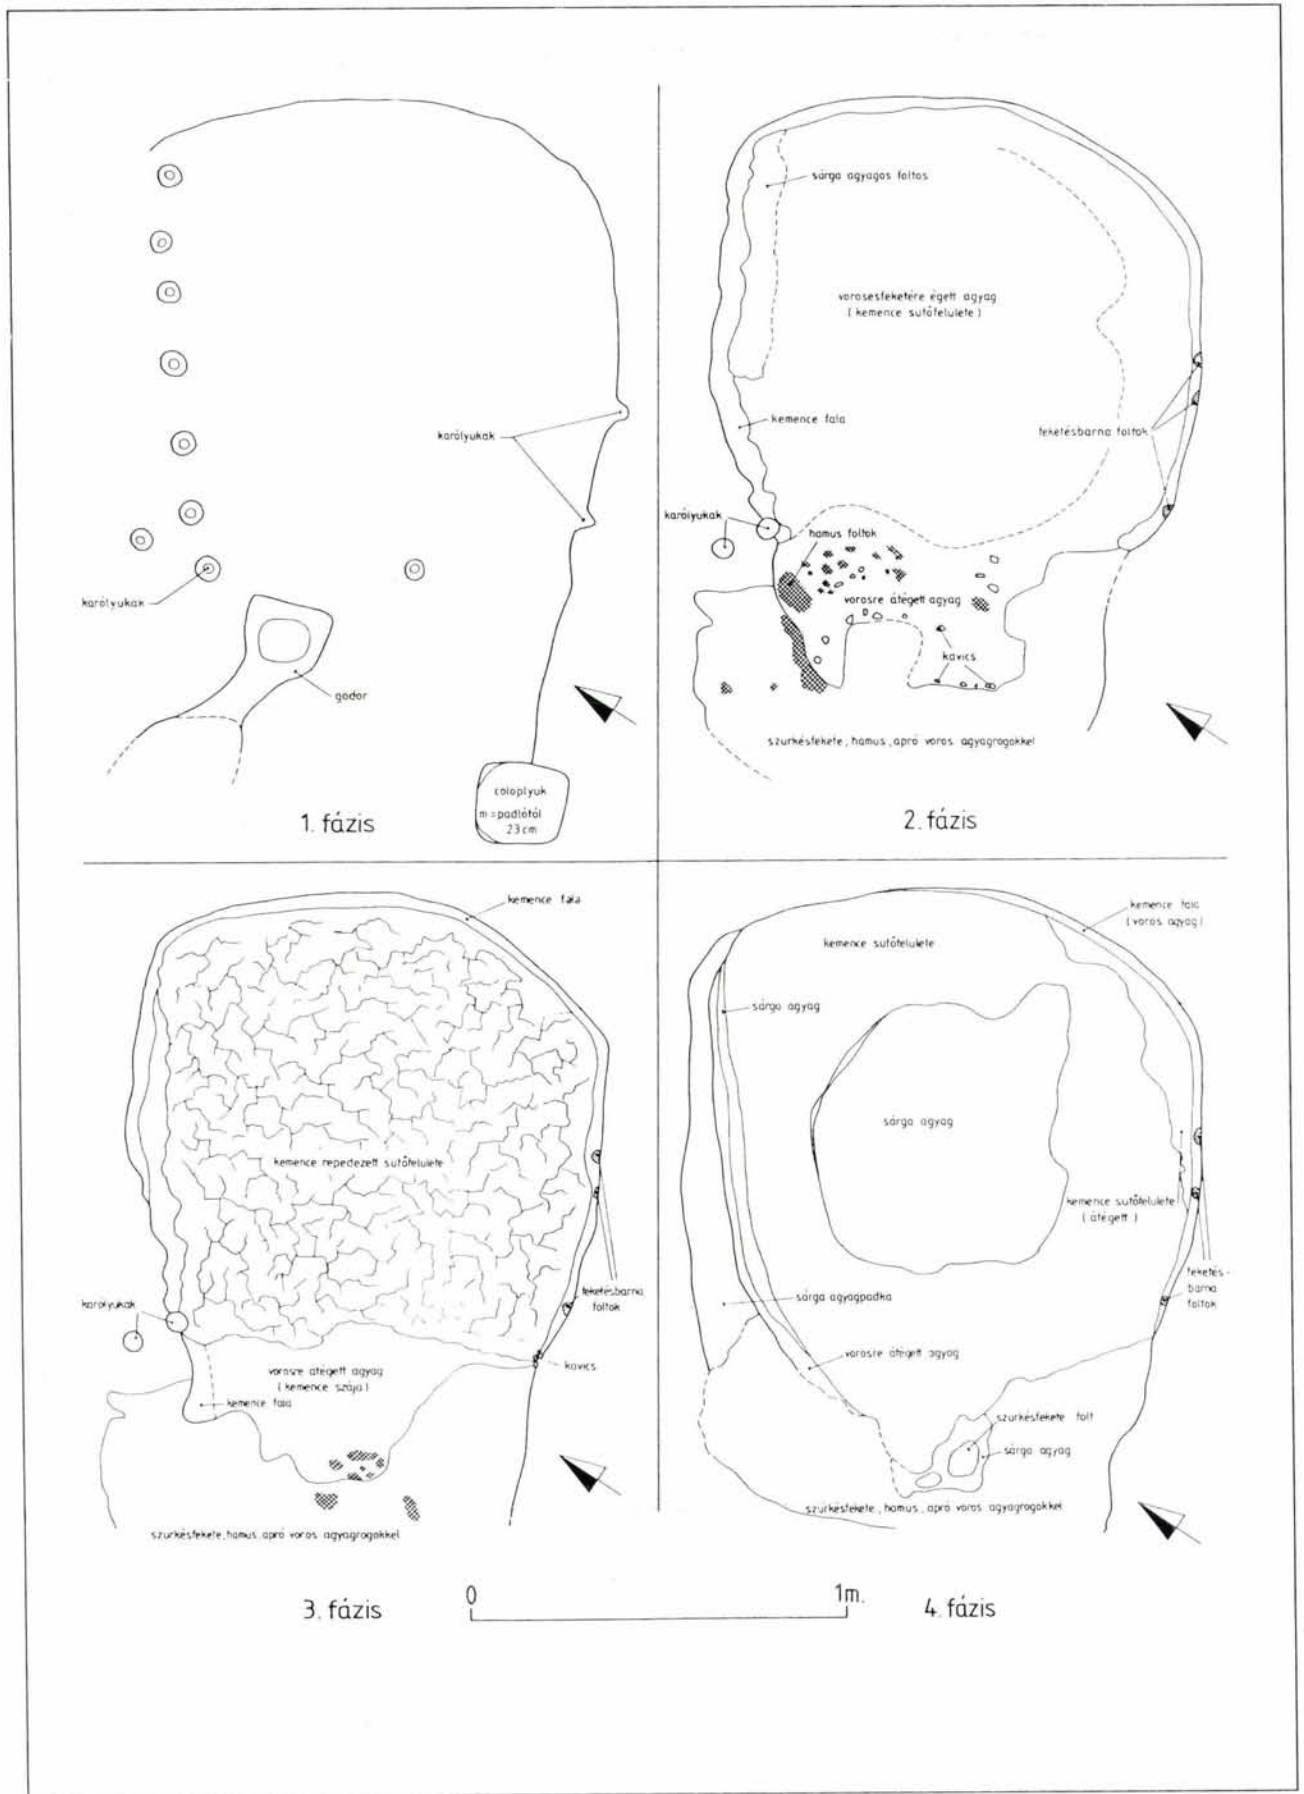 karólyukak
karólyukak
gödör
cölöplyuk
m = padlótól
23 cm
1. fázis
sárga agyagos foltos
vörösesfeketére égett agyag
( kemence sütőfelülete )
kemence fala
feketésbarna foltok
karólyukak
hamus foltok
vörösre átégett agyag
kavics
szürkésfekete, hamus, apró vörös agyagrögökkel
2. fázis
kemence fala
kemence repedezett sütőfelülete
karólyukak
feketésbarna
foltok
kavics
vörösre átégett agyag
( kemence szája )
kemence fala
szürkésfekete, hamus, apró vörös agyagrögökkel
3. fázis
kemence fala
( vörös agyag )
kemence sütőfelülete
sárga agyag
sárga agyag
kemence sütőfelülete
( átégett )
feketés-
barna
foltok
sárga agyagpadka
vörösre átégett agyag
szürkésfekete folt
sárga agyag
szürkésfekete, hamus, apró vörös agyagrögökkel
4. fázis
0 1m.